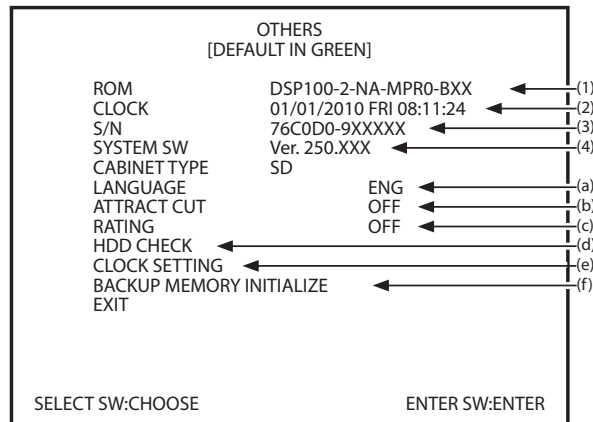 OTHERS
[DEFAULT IN GREEN]
ROM DSP100-2-NA-MPR0-BXX (1)
CLOCK 01/01/2010 FRI 08:11:24 (2)
S/N 76C0D0-9XXXXX (3)
SYSTEM SW Ver. 250.XXX (4)
CABINET TYPE SD
LANGUAGE ENG (a)
ATTRACT CUT OFF (b)
RATING OFF (c)
HDD CHECK (d)
CLOCK SETTING (e)
BACKUP MEMORY INITIALIZE (f)
EXIT
SELECT SW:CHOOSE ENTER SW:ENTER